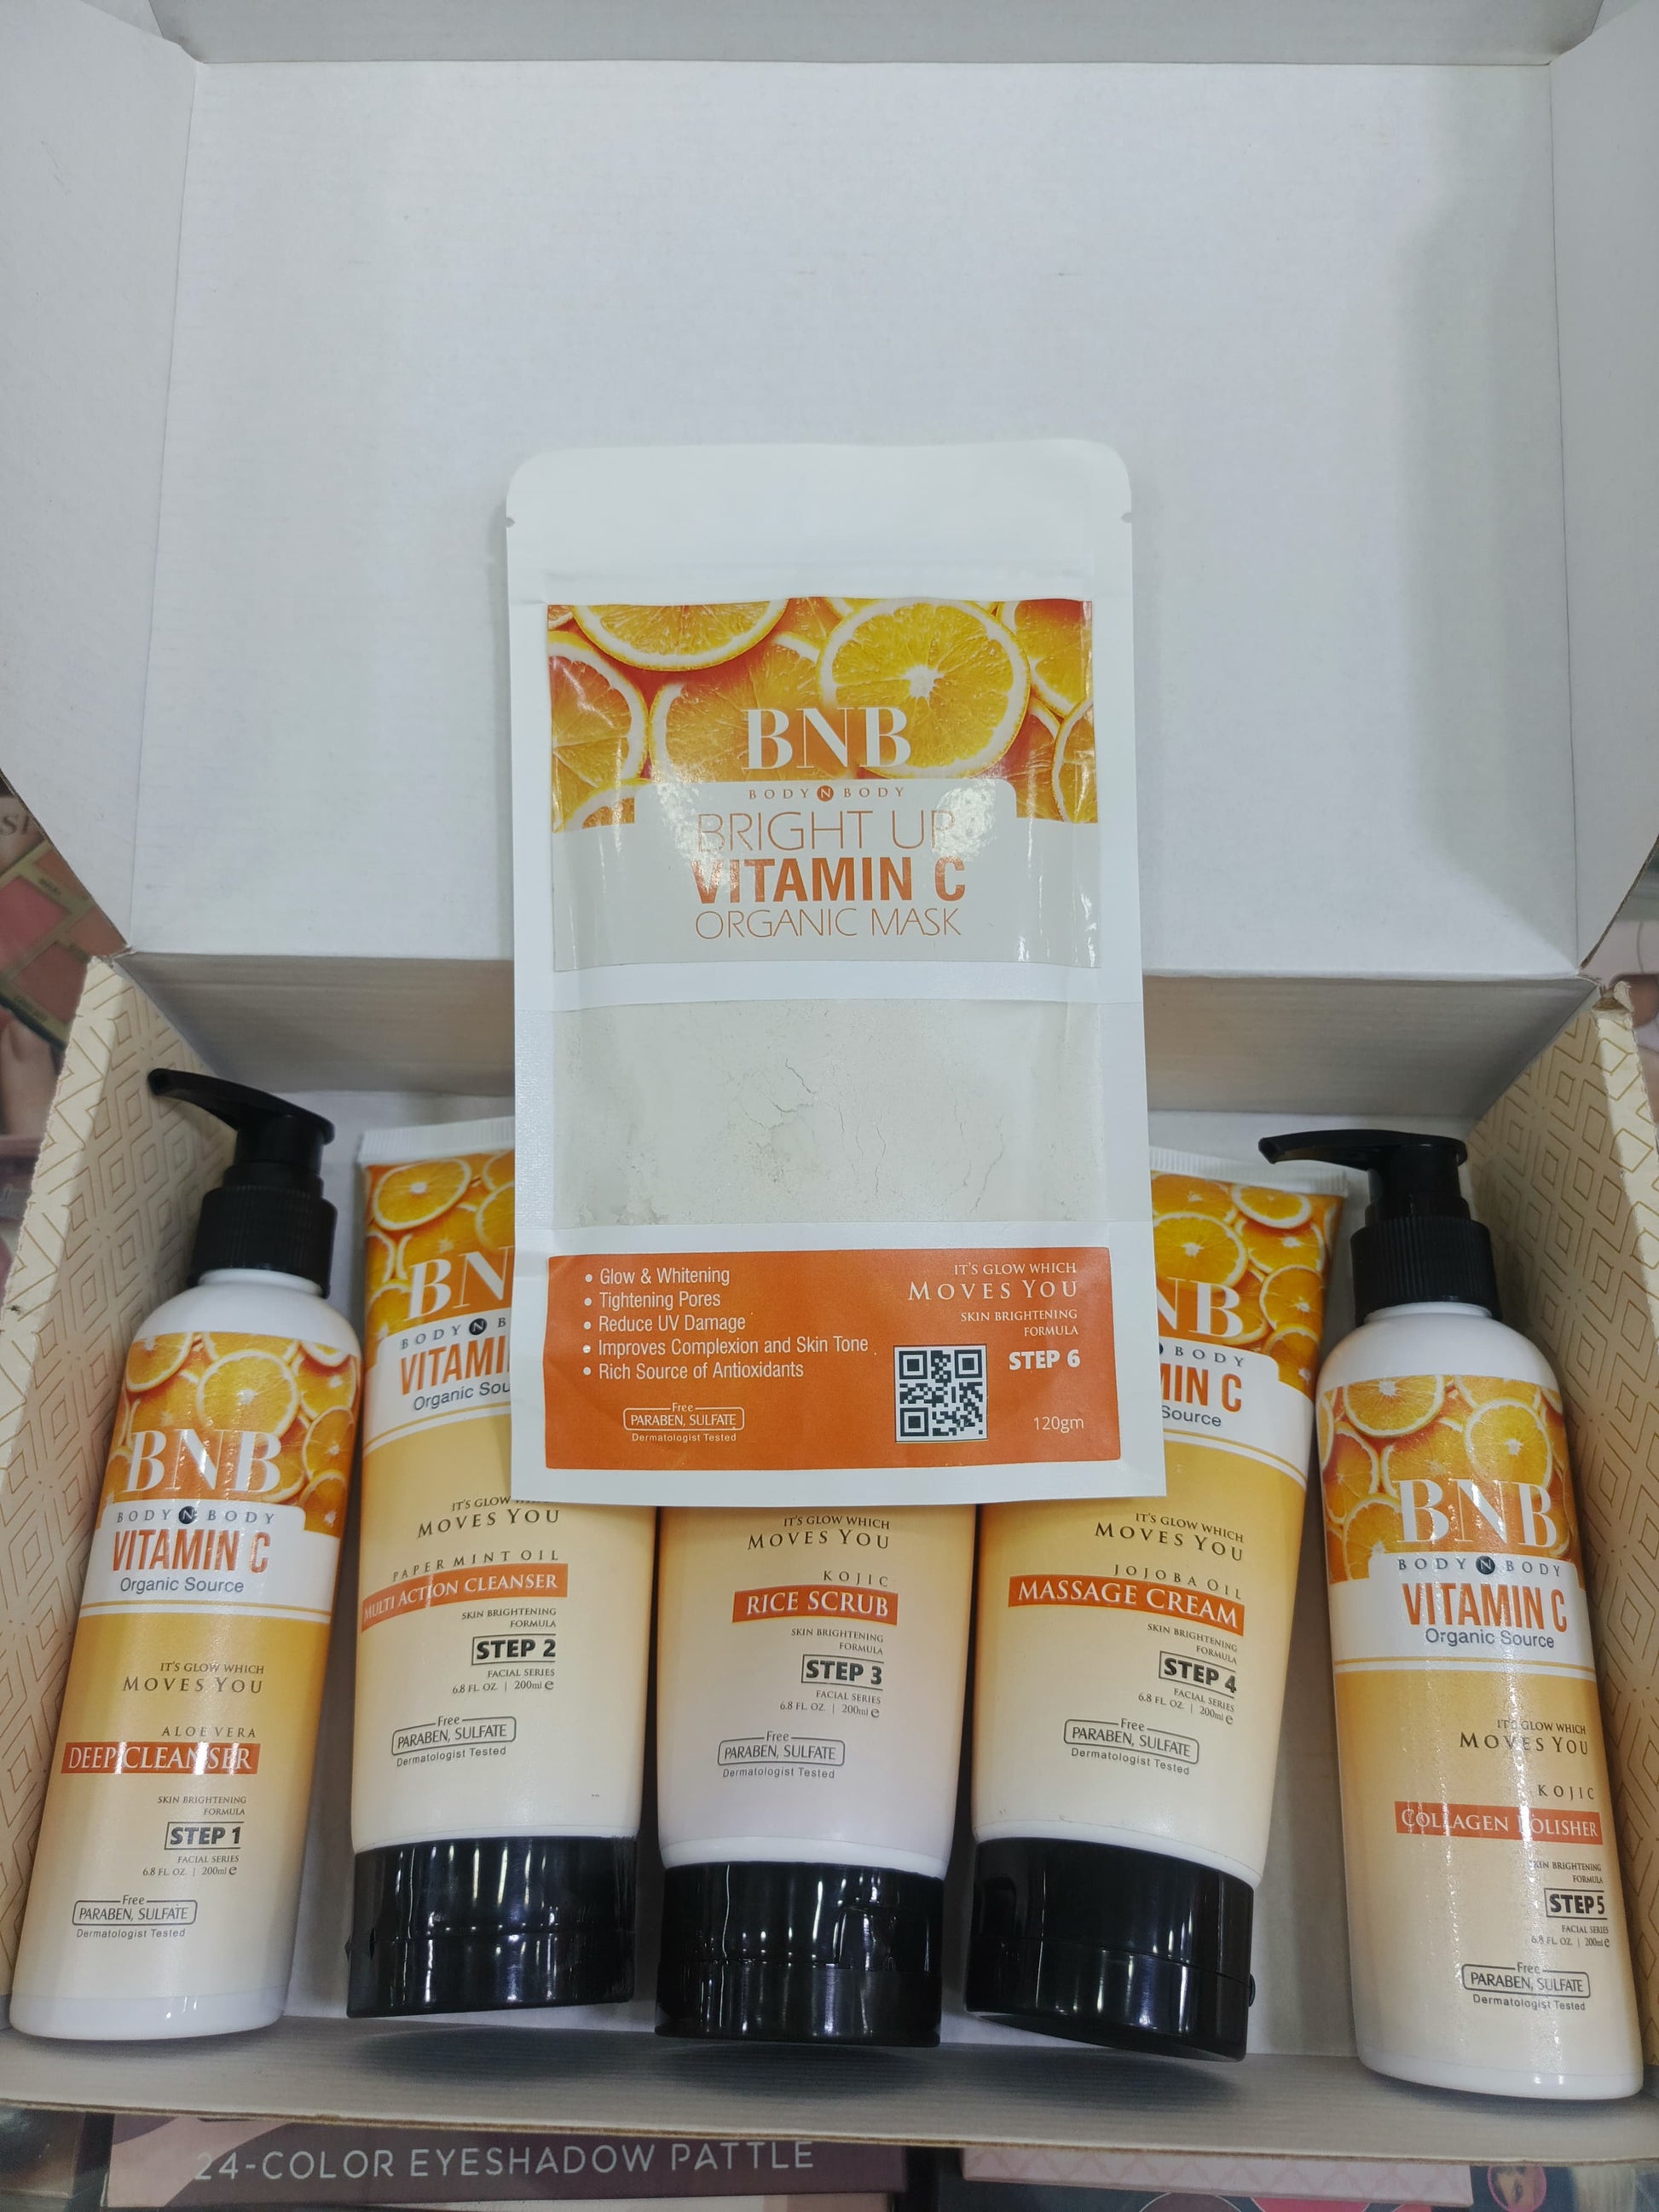 BNB
BODY N BODY
BRIGHT UP
VITAMIN C
ORGANIC MASK
• Glow & Whitening
• Tightening Pores
• Reduce UV Damage
• Improves Complexion and Skin Tone
• Rich Source of Antioxidants
Free
PARABEN, SULFATE
Dermatologist Tested
IT'S GLOW WHICH
MOVES YOU
SKIN BRIGHTENING
FORMULA
STEP 6
120gm
BNB
BODY N BODY
VITAMIN C
Organic Source
IT'S GLOW WHICH
MOVES YOU
ALOE VERA
DEEP CLEANSER
SKIN BRIGHTENING
FORMULA
STEP 1
FACIAL SERIES
6.8 FL. OZ. | 200ml e
Free
PARABEN, SULFATE
Dermatologist Tested
BN
BODY N B
VITAMI
Organic Sou
IT'S GLOW
MOVES YOU
PAPERMINT OIL
MULTI ACTION CLEANSER
SKIN BRIGHTENING
FORMULA
STEP 2
FACIAL SERIES
6.8 FL. OZ. | 200ml e
Free
PARABEN, SULFATE
Dermatologist Tested
IT'S GLOW WHICH
MOVES YOU
KOJIC
RICE SCRUB
SKIN BRIGHTENING
FORMULA
STEP 3
FACIAL SERIES
6.8 FL. OZ. | 200ml e
Free
PARABEN, SULFATE
Dermatologist Tested
NB
BODY
MIN C
Source
IT'S GLOW WHICH
MOVES YOU
JOJOBA OIL
MASSAGE CREAM
SKIN BRIGHTENING
FORMULA
STEP 4
FACIAL SERIES
6.8 FL. OZ. | 200ml e
Free
PARABEN, SULFATE
Dermatologist Tested
BNB
BODY N BODY
VITAMIN C
Organic Source
IT'S GLOW WHICH
MOVES YOU
KOJIC
COLLAGEN POLISHER
SKIN BRIGHTENING
FORMULA
STEP 5
FACIAL SERIES
6.8 FL. OZ. | 200ml e
Free
PARABEN, SULFATE
Dermatologist Tested
24-COLOR EYESHADOW PATTLE